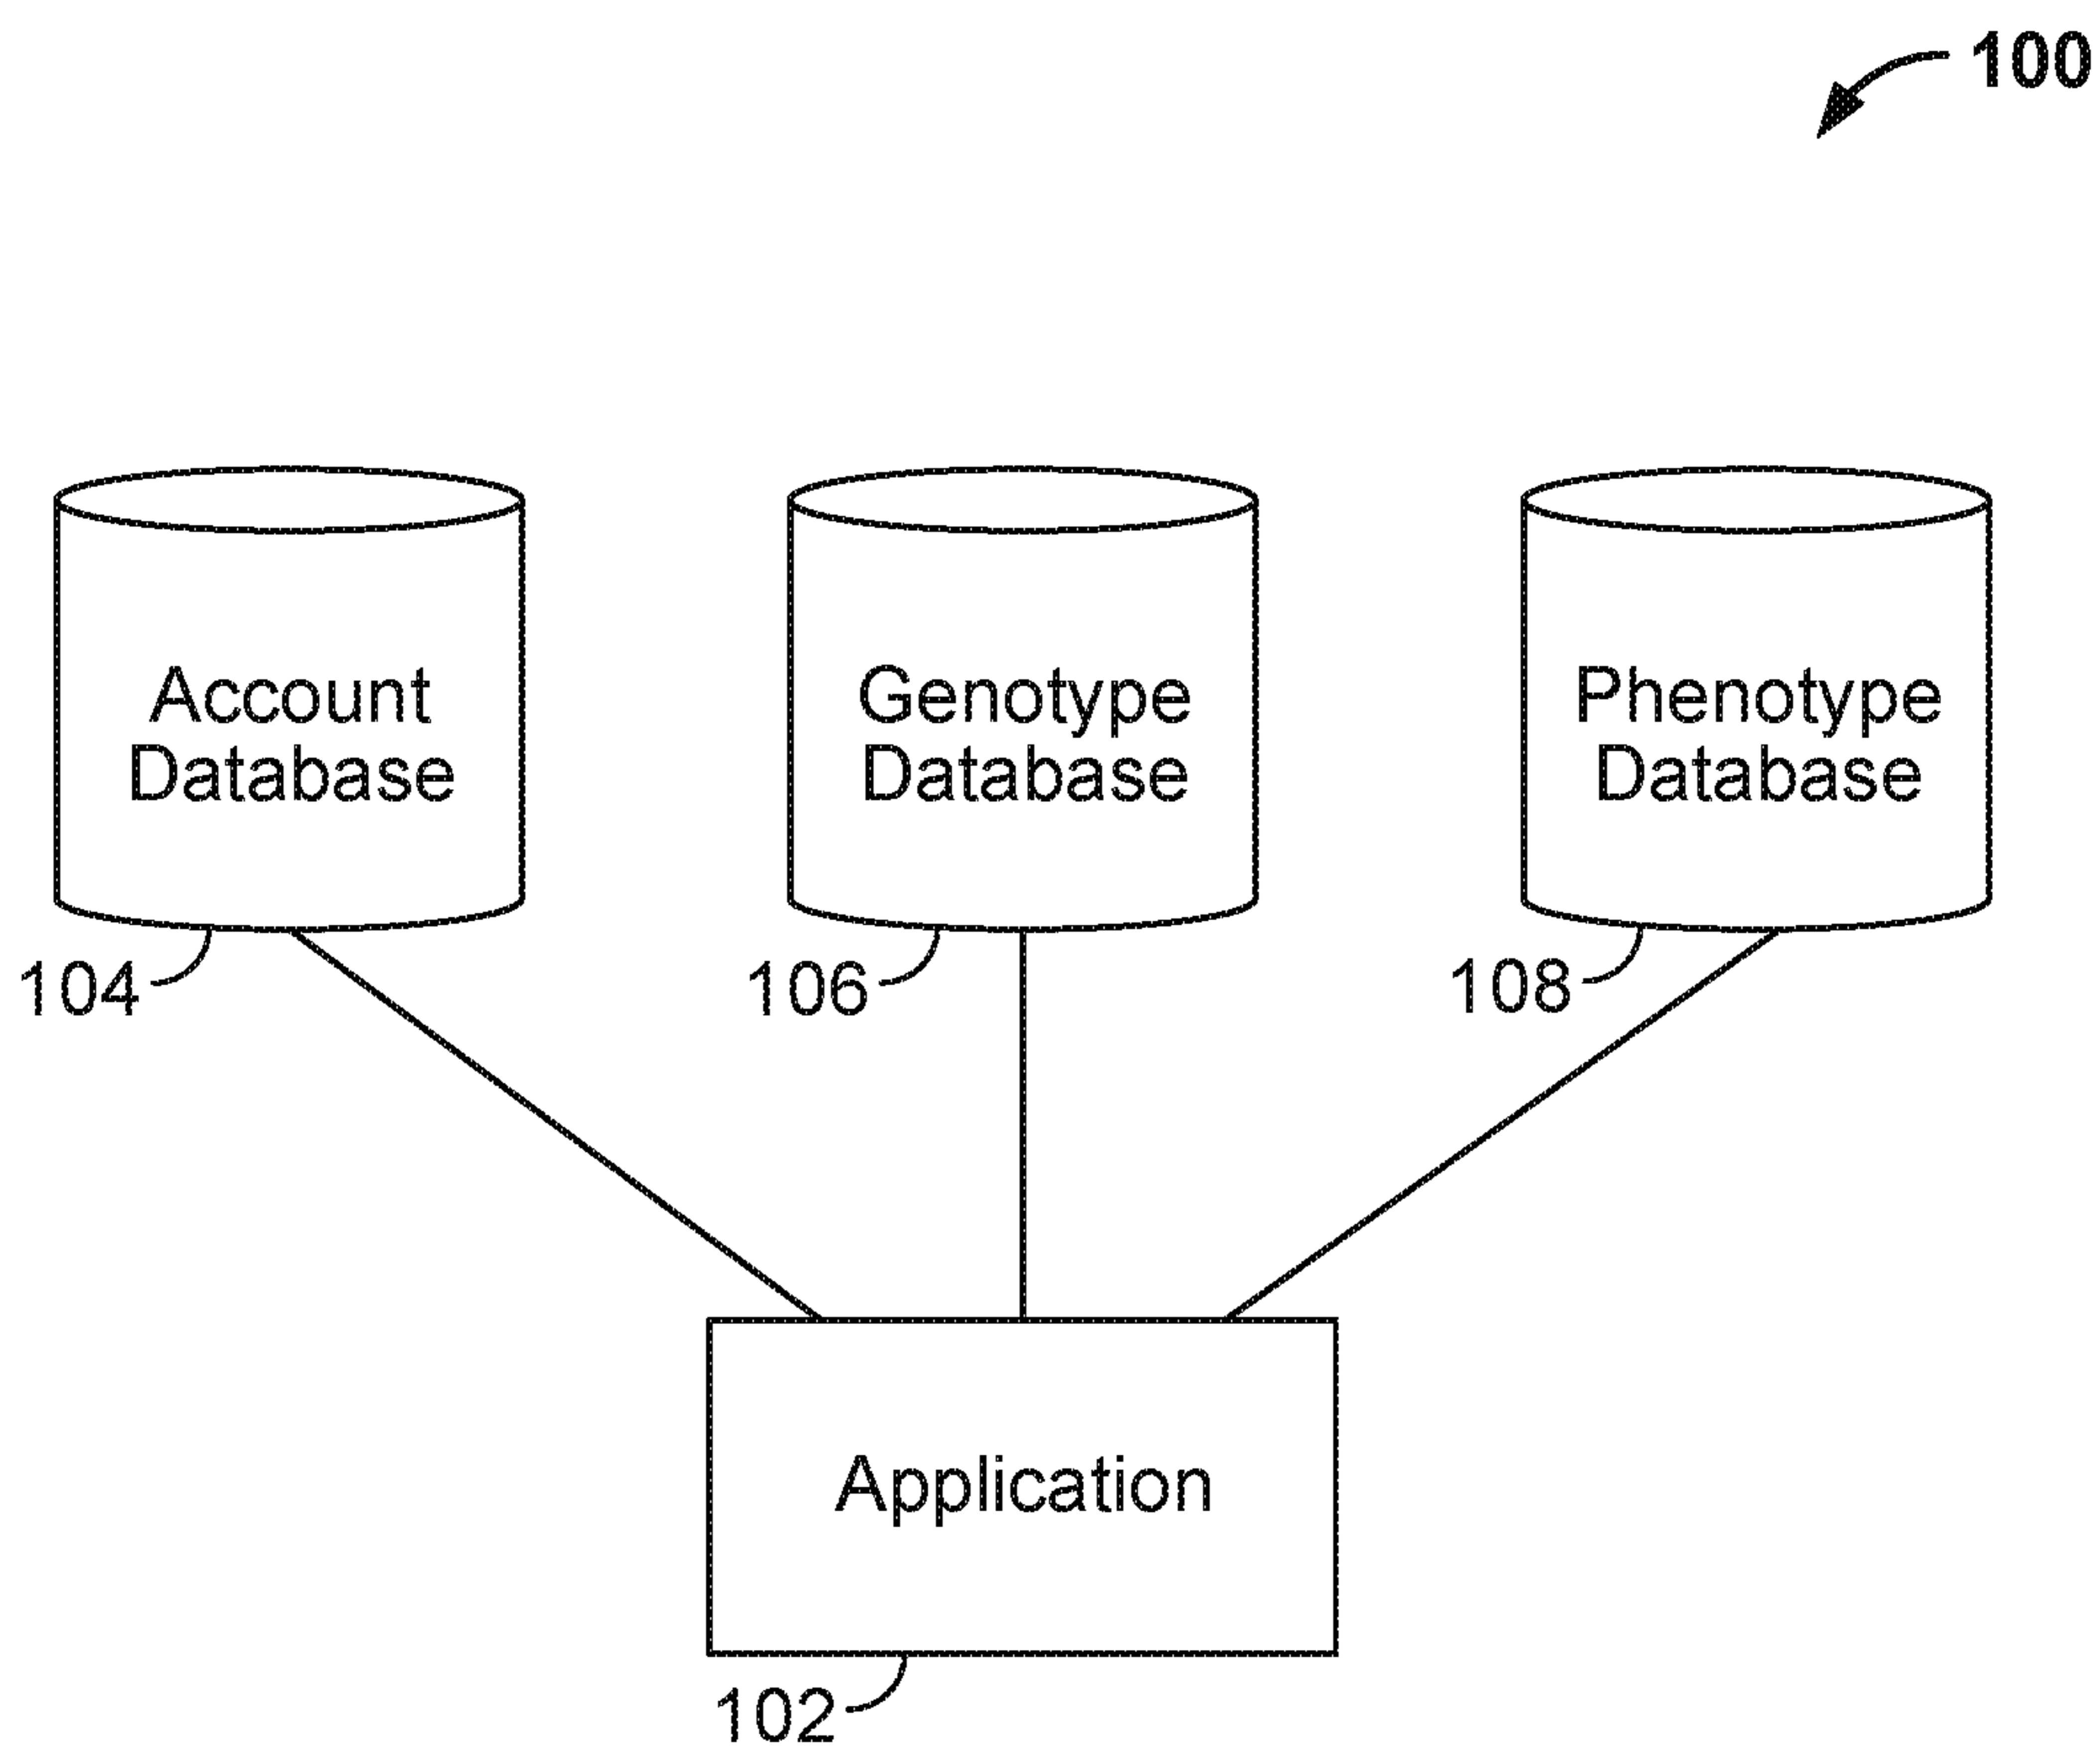 100
Account
Database
Genotype
Database
Phenotype
Database
104
106
108
Application
102